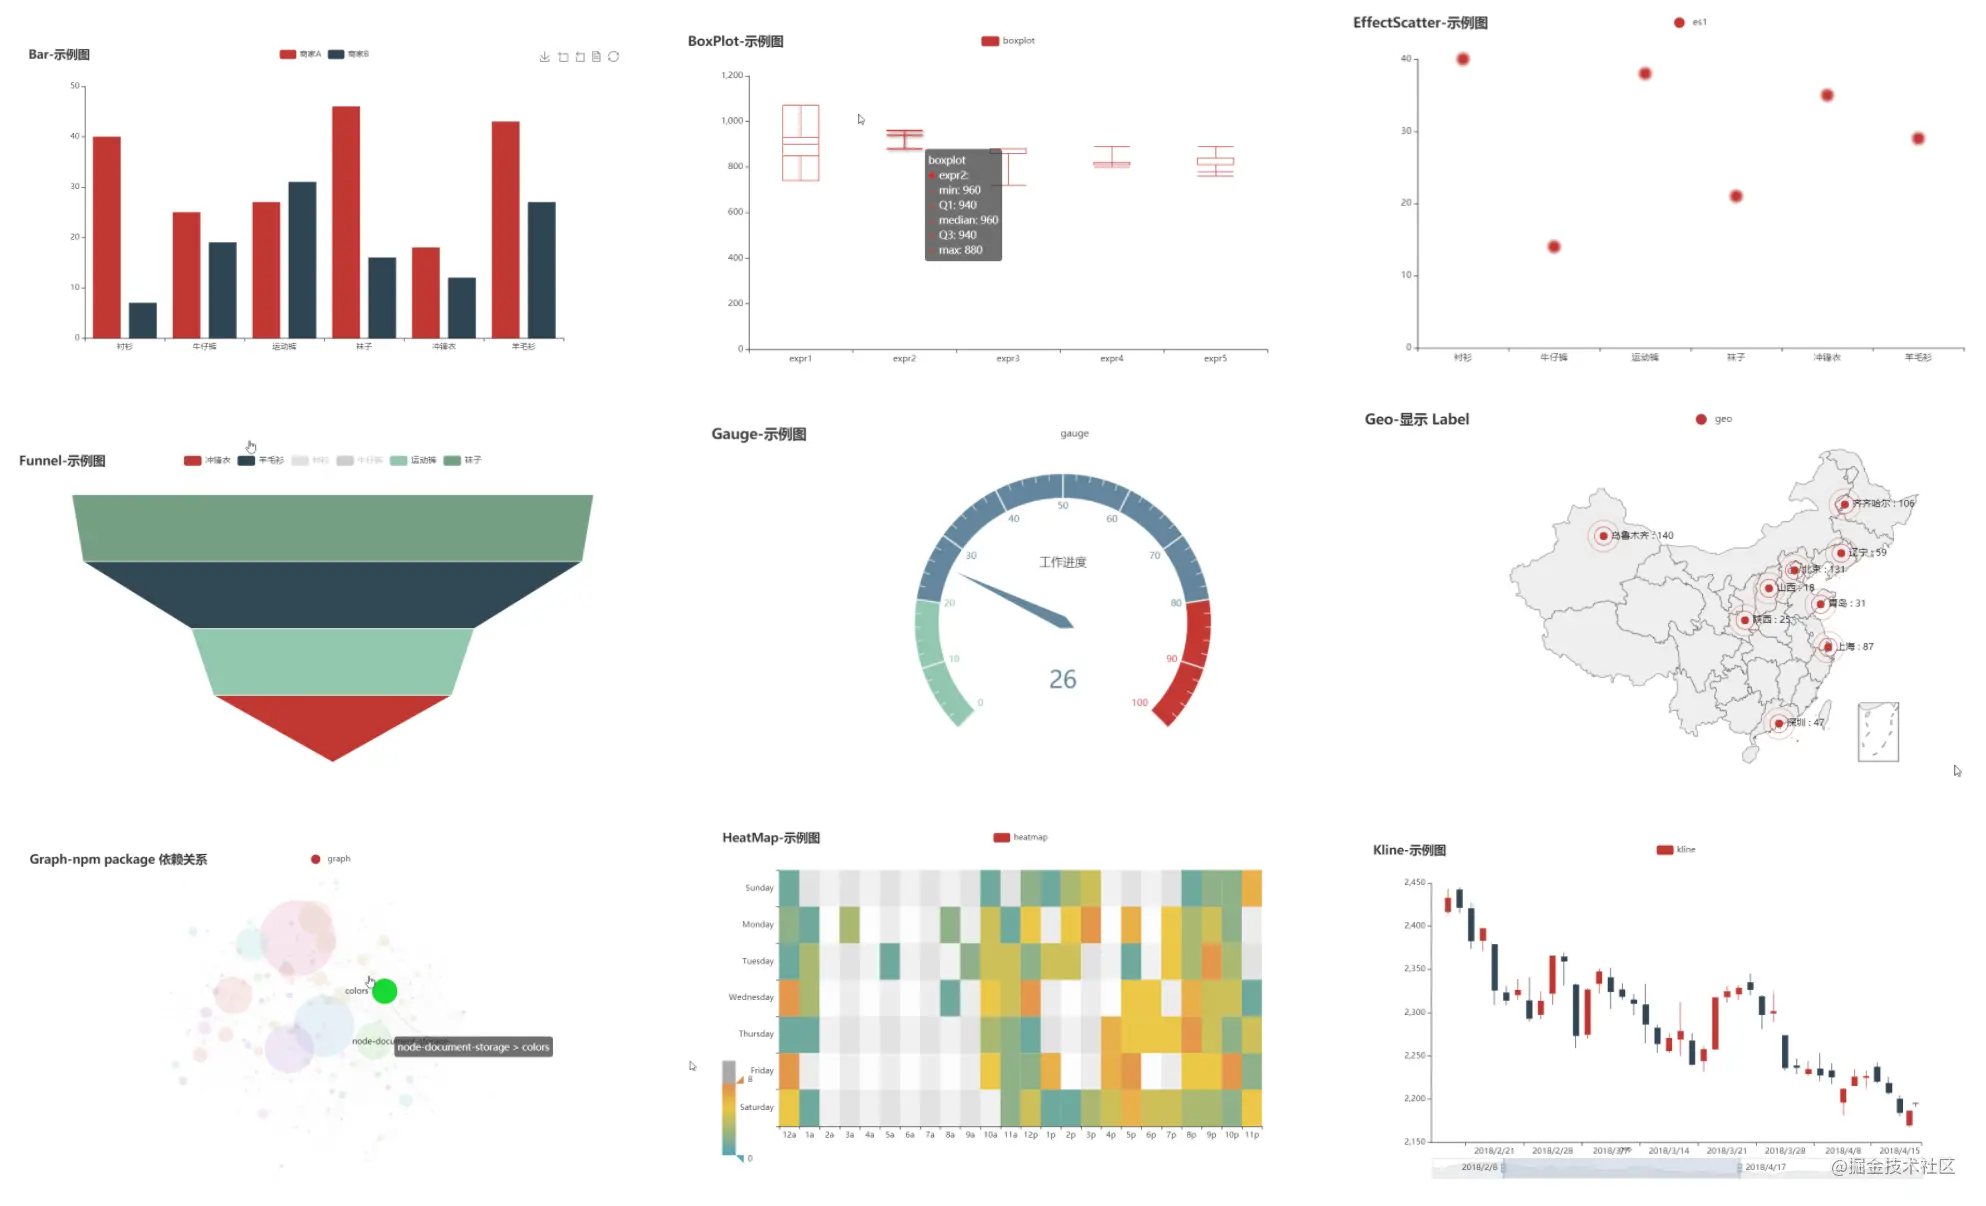 Bar-示例图
商家A 商家B
50
40
30
20
10
0
衬衫 牛仔裤 运动裤 袜子 冲锋衣 羊毛衫
BoxPlot-示例图
boxplot
1,200
1,000
800
600
400
200
0
boxplot
expr2:
min: 960
Q1: 940
median: 960
Q3: 940
max: 880
expr1 expr2 expr3 expr4 expr5
EffectScatter-示例图
es1
40
30
20
10
0
衬衫 牛仔裤 运动裤 袜子 冲锋衣 羊毛衫
Funnel-示例图
冲锋衣 羊毛衫 衬衫 牛仔裤 运动裤 袜子
Gauge-示例图
gauge
0
10
20
30
40
50
60
70
80
90
100
工作进度
26
Geo-显示 Label
geo
齐齐哈尔 : 106
乌鲁木齐 : 140
辽宁 : 59
北京 : 131
山西 : 18
青岛 : 31
陕西 : 25
上海 : 87
深圳 : 47
Graph-npm package 依赖关系
graph
colors
node-document-storage > colors
HeatMap-示例图
heatmap
Sunday
Monday
Tuesday
Wednesday
Thursday
Friday
Saturday
8
0
12a 1a 2a 3a 4a 5a 6a 7a 8a 9a 10a 11a 12p 1p 2p 3p 4p 5p 6p 7p 8p 9p 10p 11p
Kline-示例图
kline
2,450
2,400
2,350
2,300
2,250
2,200
2,150
2018/2/21 2018/2/28 2018/3/7 2018/3/14 2018/3/21 2018/3/28 2018/4/8 2018/4/15
2018/2/8 2018/4/17
@掘金技术社区